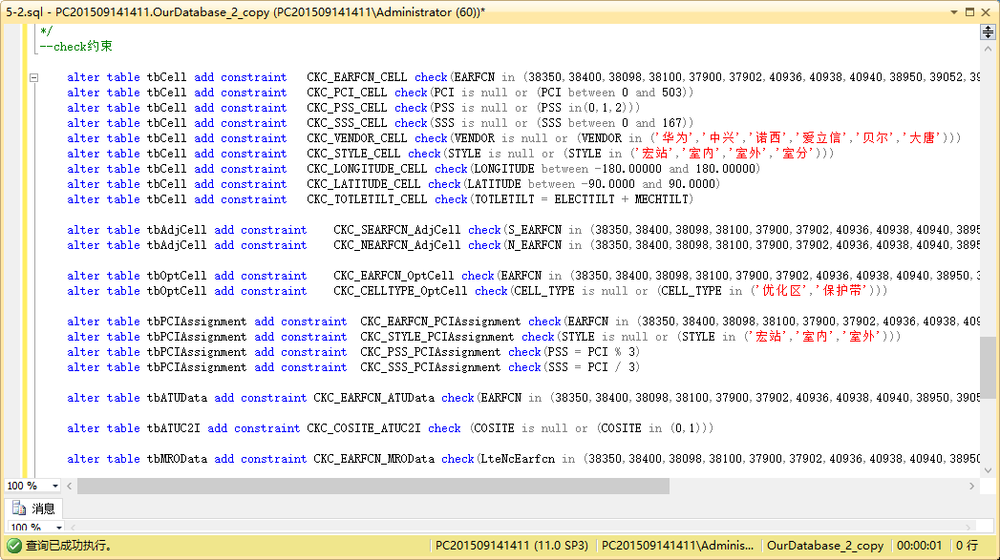 5-2.sql - PC201509141411.OurDatabase_2_copy (PC201509141411\Administrator (60))*
*/
--check约束
alter table tbCell add constraint CKC_EARFCN_CELL check(EARFCN in (38350,38400,38098,38100,37900,37902,40936,40938,40940,38950,39052,39
alter table tbCell add constraint CKC_PCI_CELL check(PCI is null or (PCI between 0 and 503))
alter table tbCell add constraint CKC_PSS_CELL check(PSS is null or (PSS in(0,1,2)))
alter table tbCell add constraint CKC_SSS_CELL check(SSS is null or (SSS between 0 and 167))
alter table tbCell add constraint CKC_VENDOR_CELL check(VENDOR is null or (VENDOR in ('华为','中兴','诺西','爱立信','贝尔','大唐')))
alter table tbCell add constraint CKC_STYLE_CELL check(STYLE is null or (STYLE in ('宏站','室内','室外','室分')))
alter table tbCell add constraint CKC_LONGITUDE_CELL check(LONGITUDE between -180.00000 and 180.00000)
alter table tbCell add constraint CKC_LATITUDE_CELL check(LATITUDE between -90.0000 and 90.0000)
alter table tbCell add constraint CKC_TOTLETILT_CELL check(TOTLETILT = ELECTTILT + MECHTILT)
alter table tbAdjCell add constraint CKC_SEARFCN_AdjCell check(S_EARFCN in (38350,38400,38098,38100,37900,37902,40936,40938,40940,3895
alter table tbAdjCell add constraint CKC_NEARFCN_AdjCell check(N_EARFCN in (38350,38400,38098,38100,37900,37902,40936,40938,40940,3895
alter table tbOptCell add constraint CKC_EARFCN_OptCell check(EARFCN in (38350,38400,38098,38100,37900,37902,40936,40938,40940,38950,3
alter table tbOptCell add constraint CKC_CELLTYPE_OptCell check(CELL_TYPE is null or (CELL_TYPE in ('优化区','保护带')))
alter table tbPCIAssignment add constraint CKC_EARFCN_PCIAssignment check(EARFCN in (38350,38400,38098,38100,37900,37902,40936,40938,409
alter table tbPCIAssignment add constraint CKC_STYLE_PCIAssignment check(STYLE is null or (STYLE in ('宏站','室内','室外')))
alter table tbPCIAssignment add constraint CKC_PSS_PCIAssignment check(PSS = PCI % 3)
alter table tbPCIAssignment add constraint CKC_SSS_PCIAssignment check(SSS = PCI / 3)
alter table tbATUData add constraint CKC_EARFCN_ATUData check(EARFCN in (38350,38400,38098,38100,37900,37902,40936,40938,40940,38950,3905
alter table tbATUC2I add constraint CKC_COSITE_ATUC2I check (COSITE is null or (COSITE in (0,1)))
alter table tbMROData add constraint CKC_EARFCN_MROData check(LteNcEarfcn in (38350,38400,38098,38100,37900,37902,40936,40938,40940,38950
100 %
消息
100 %
查询已成功执行。 PC201509141411 (11.0 SP3) PC201509141411\Adminis... OurDatabase_2_copy 00:00:01 0 行